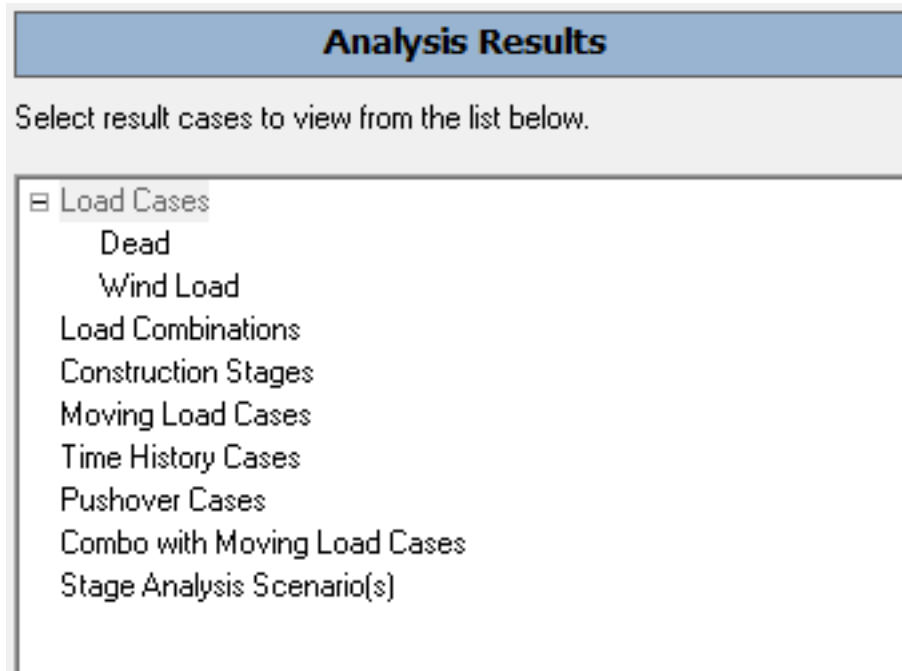 Analysis Results
Select result cases to view from the list below.
Load Cases
Dead
Wind Load
Load Combinations
Construction Stages
Moving Load Cases
Time History Cases
Pushover Cases
Combo with Moving Load Cases
Stage Analysis Scenario(s)